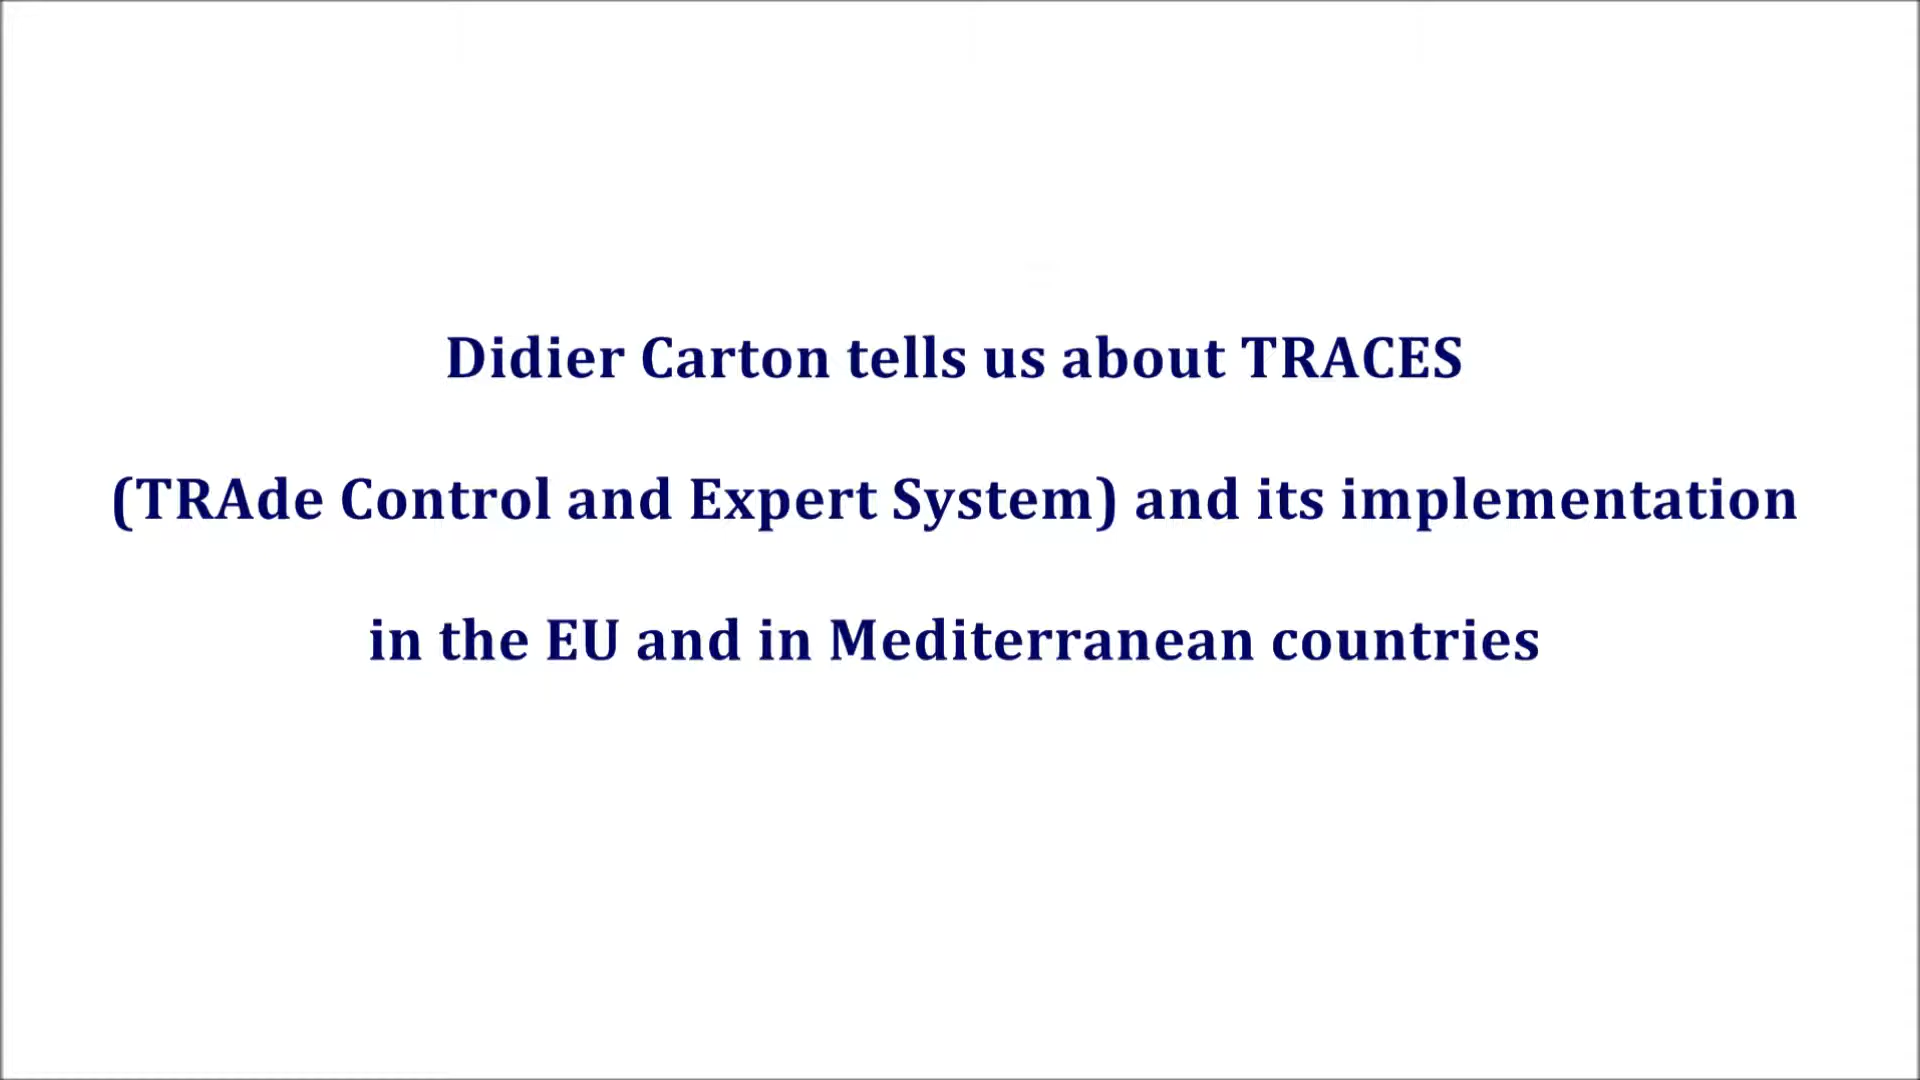 Didier Carton tells us about TRACES
(TRAde Control and Expert System) and its implementation
in the EU and in Mediterranean countries